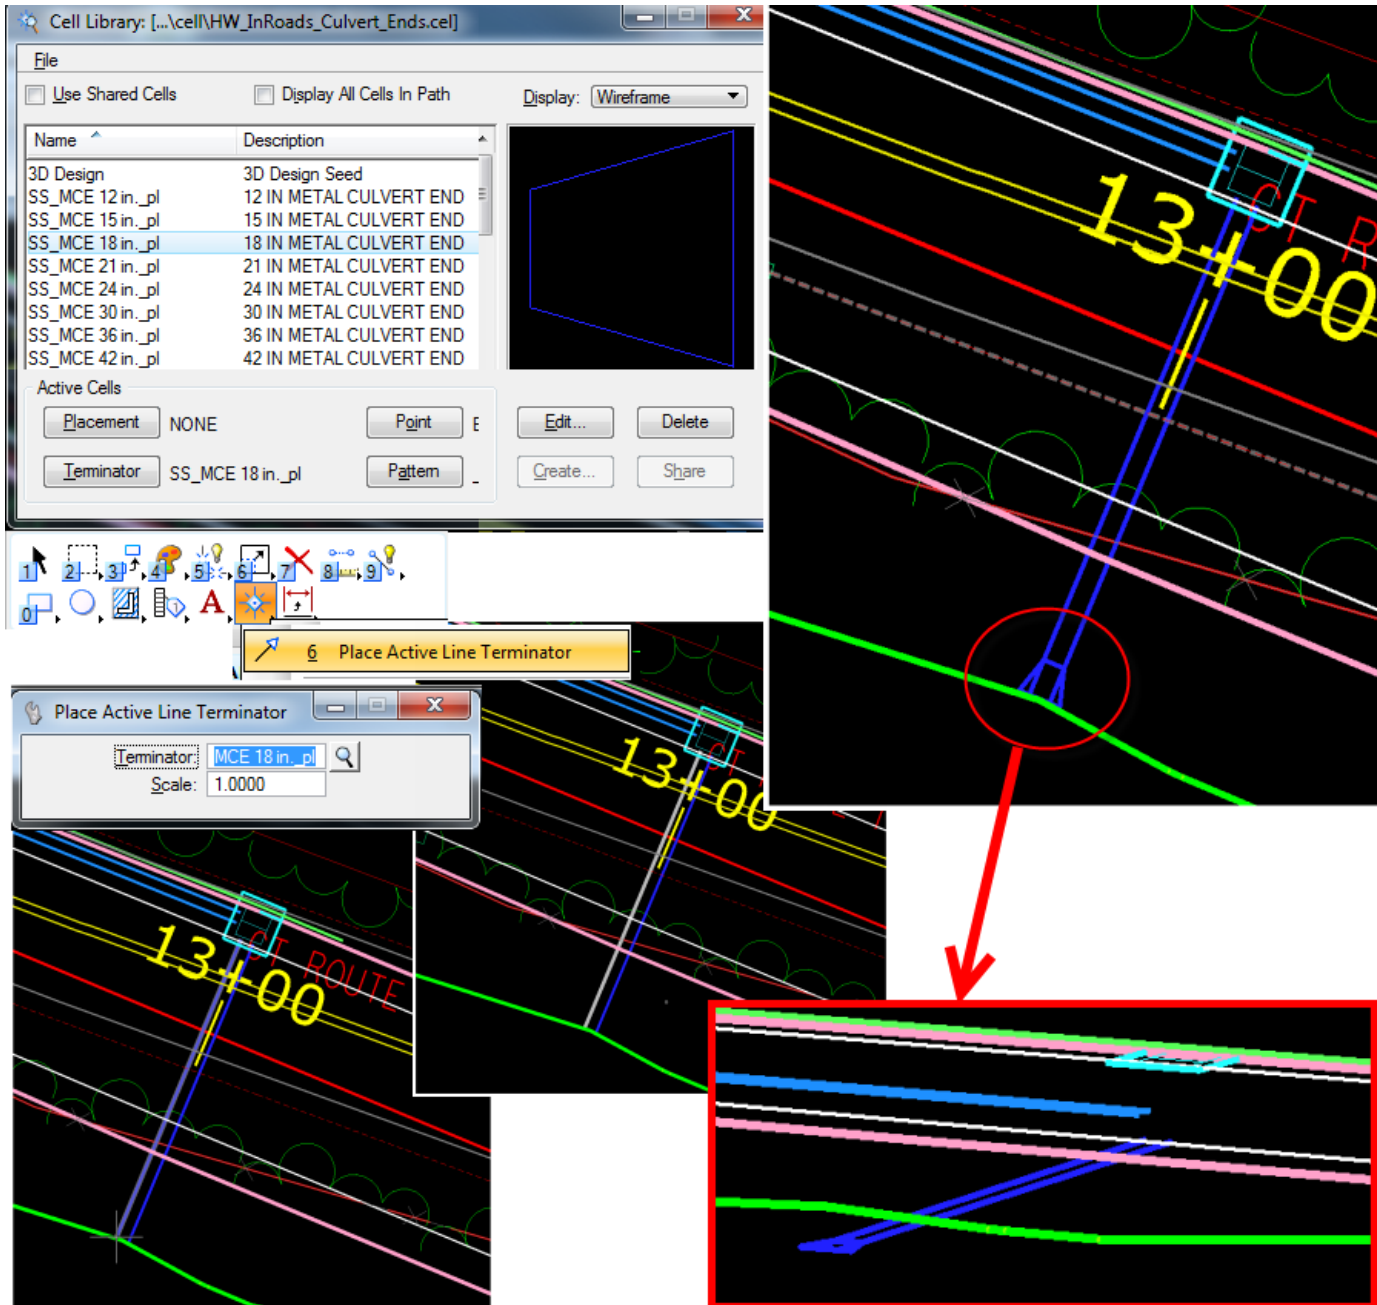 Cell Library: [...\cell\HW_InRoads_Culvert_Ends.cel]
File
Use Shared Cells Display All Cells In Path Display: Wireframe
Name Description
3D Design 3D Design Seed
SS_MCE 12 in._pl 12 IN METAL CULVERT END
SS_MCE 15 in._pl 15 IN METAL CULVERT END
SS_MCE 18 in._pl 18 IN METAL CULVERT END
SS_MCE 21 in._pl 21 IN METAL CULVERT END
SS_MCE 24 in._pl 24 IN METAL CULVERT END
SS_MCE 30 in._pl 30 IN METAL CULVERT END
SS_MCE 36 in._pl 36 IN METAL CULVERT END
SS_MCE 42 in._pl 42 IN METAL CULVERT END
Active Cells
Placement NONE Point E Edit... Delete
Terminator SS_MCE 18 in._pl Pattern _ Create... Share
1 2 3 4 5 6 7 8 9
0 A
6 Place Active Line Terminator
Place Active Line Terminator
Terminator: MCE 18 in._pl
Scale: 1.0000
13+00
CT R
13+00
CT
13+00
CT ROUTE